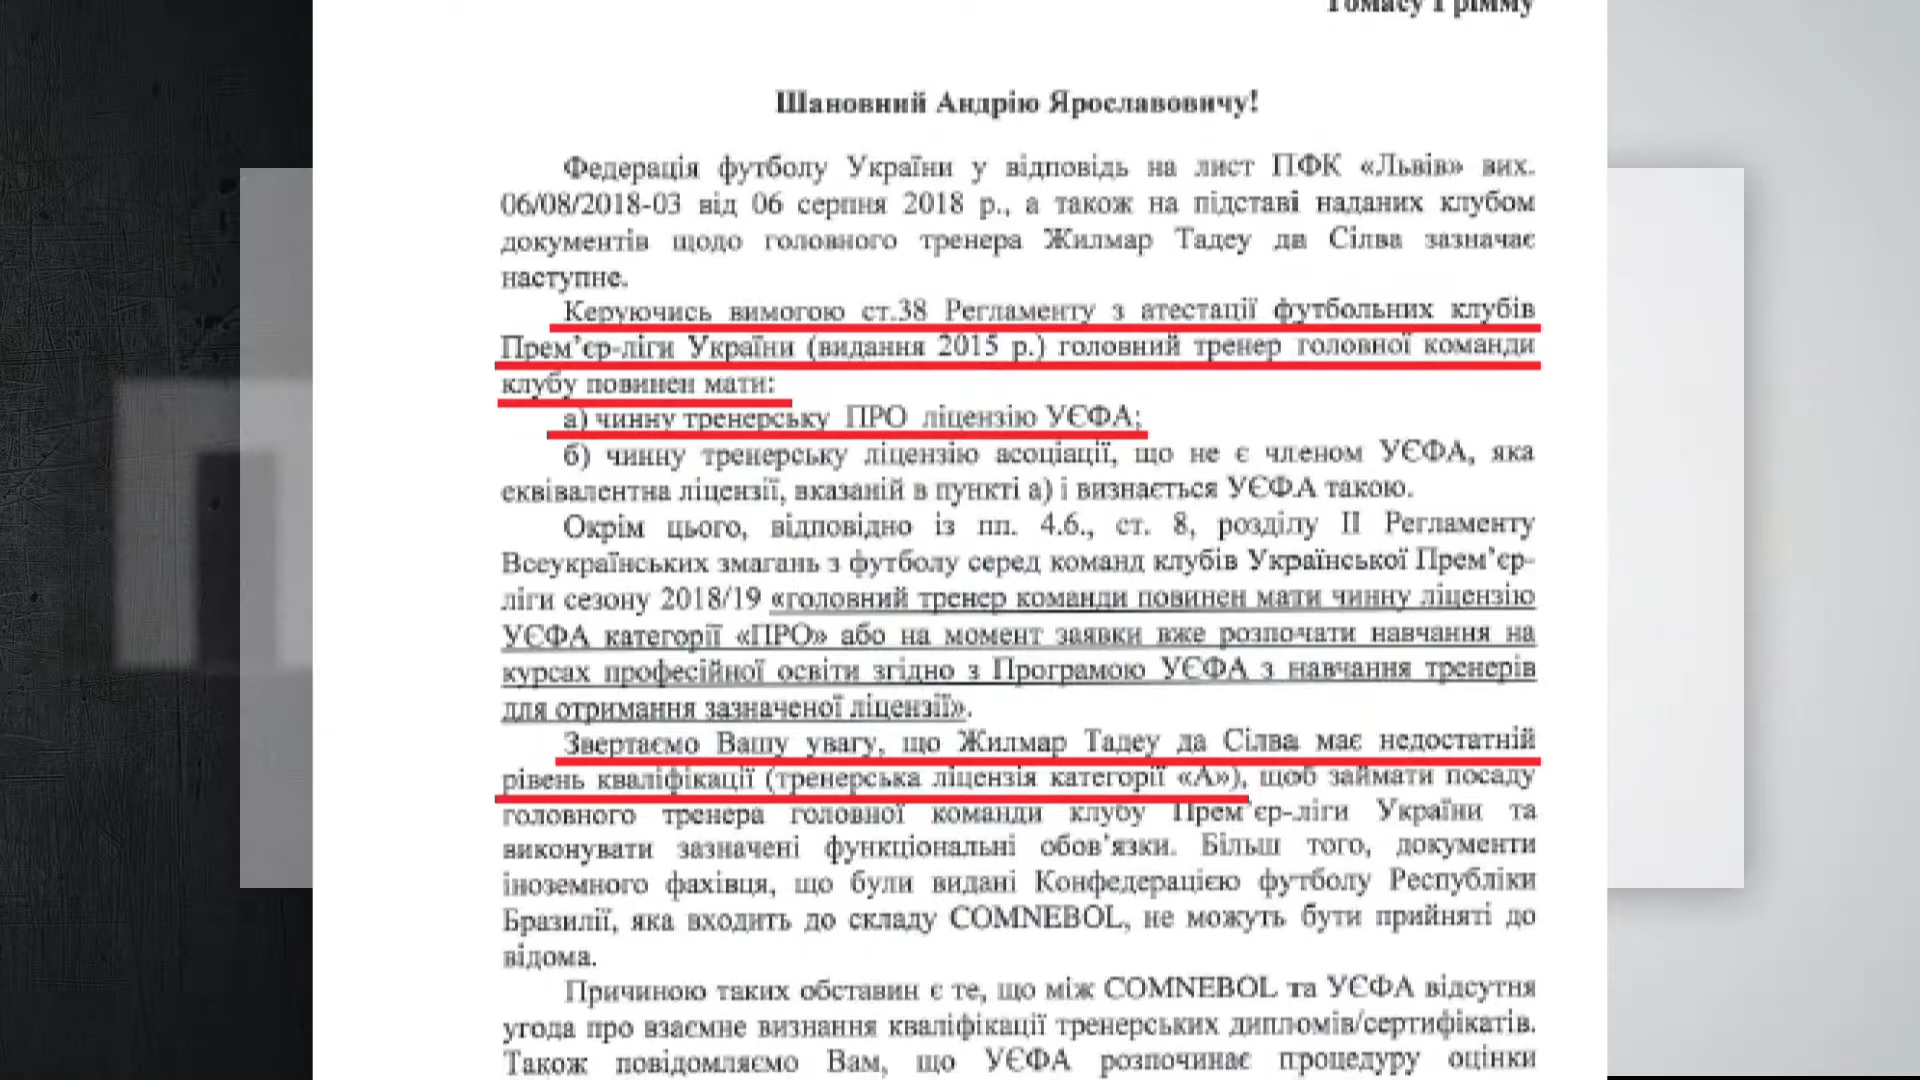 Томасу Грімму
Шановний Андрію Ярославовичу!
Федерація футболу України у відповідь на лист ПФК «Львів» вих.
06/08/2018-03 від 06 серпня 2018 р., а також на підставі наданих клубом
документів щодо головного тренера Жилмар Тадеу да Сілва зазначає
наступне.
Керуючись вимогою ст.38 Регламенту з атестації футбольних клубів
Прем’єр-ліги України (видання 2015 р.) головний тренер головної команди
клубу повинен мати:
а) чинну тренерську ПРО ліцензію УЄФА;
б) чинну тренерську ліцензію асоціації, що не є членом УЄФА, яка
еквівалентна ліцензії, вказаній в пункті а) і визнається УЄФА такою.
Окрім цього, відповідно із пп. 4.6., ст. 8, розділу II Регламенту
Всеукраїнських змагань з футболу серед команд клубів Української Прем’єр-
ліги сезону 2018/19 «головний тренер команди повинен мати чинну ліцензію
УЄФА категорії «ПРО» або на момент заявки вже розпочати навчання на
курсах професійної освіти згідно з Програмою УЄФА з навчання тренерів
для отримання зазначеної ліцензії».
Звертаємо Вашу увагу, що Жилмар Тадеу да Сілва має недостатній
рівень кваліфікації (тренерська ліцензія категорії «А»), щоб займати посаду
головного тренера головної команди клубу Прем’єр-ліги України та
виконувати зазначені функціональні обов’язки. Більш того, документи
іноземного фахівця, що були видані Конфедерацією футболу Республіки
Бразилії, яка входить до складу COMNEBOL, не можуть бути прийняті до
відома.
Причиною таких обставин є те, що між COMNEBOL та УЄФА відсутня
угода про взаємне визнання кваліфікації тренерських дипломів/сертифікатів.
Також повідомляємо Вам, що УЄФА розпочинає процедуру оцінки